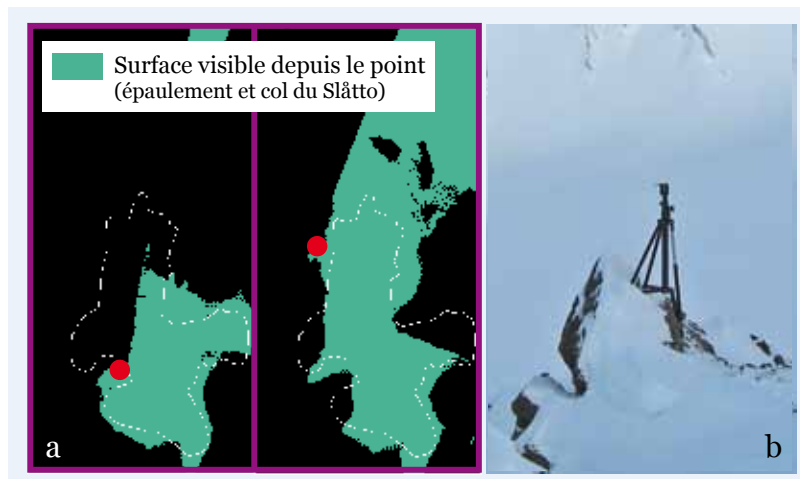 Surface visible depuis le point
(épaulement et col du Slåtto)
a
b